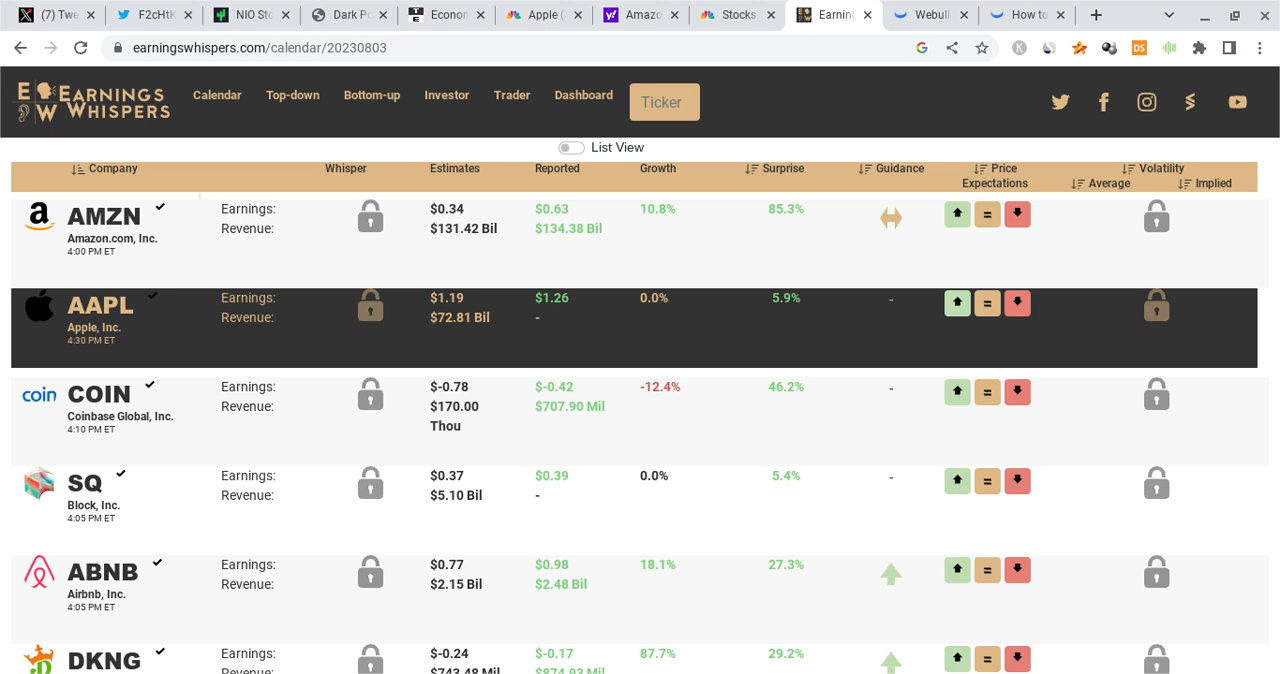 (7) Twe
F2cHtK
NIO Sto
Dark Po
Econon
Apple (A
Amazo
Stocks
Earning
Webull
How to
earningswhispers.com/calendar/20230803
EARNINGS WHISPERS
Calendar Top-down Bottom-up Investor Trader Dashboard Ticker
List View
Company Whisper Estimates Reported Growth Surprise Guidance Price Expectations Volatility
Average Implied
AMZN Earnings: $0.34 $0.63 10.8% 85.3%
Revenue: $131.42 Bil $134.38 Bil
Amazon.com, Inc.
4:00 PM ET
AAPL Earnings: $1.19 $1.26 0.0% 5.9% -
Revenue: $72.81 Bil -
Apple, Inc.
4:30 PM ET
coin COIN Earnings: $-0.78 $-0.42 -12.4% 46.2% -
Revenue: $170.00 Thou $707.90 Mil
Coinbase Global, Inc.
4:10 PM ET
SQ Earnings: $0.37 $0.39 0.0% 5.4% -
Revenue: $5.10 Bil -
Block, Inc.
4:05 PM ET
ABNB Earnings: $0.77 $0.98 18.1% 27.3%
Revenue: $2.15 Bil $2.48 Bil
Airbnb, Inc.
4:05 PM ET
DKNG Earnings: $-0.24 $-0.17 87.7% 29.2%
Revenue: $743.48 Mil $874.93 Mil